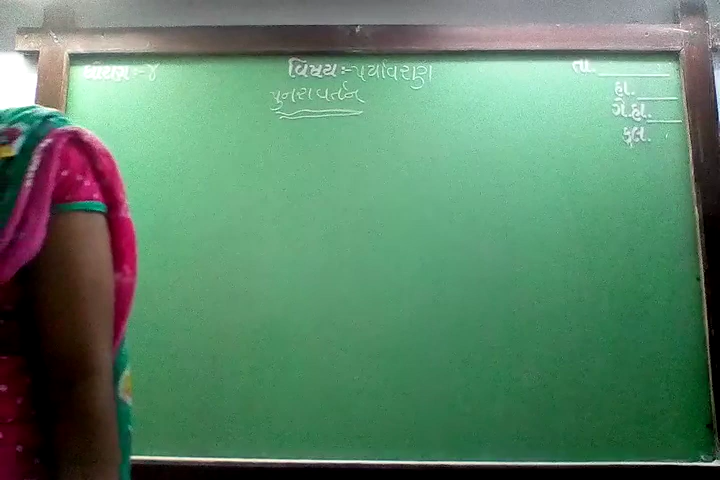 ધોરણ :- ૪
વિષય :- પર્યાવરણ
પુનરાવર્તન
તા.
હા.
ગે.હા.
કુલ.